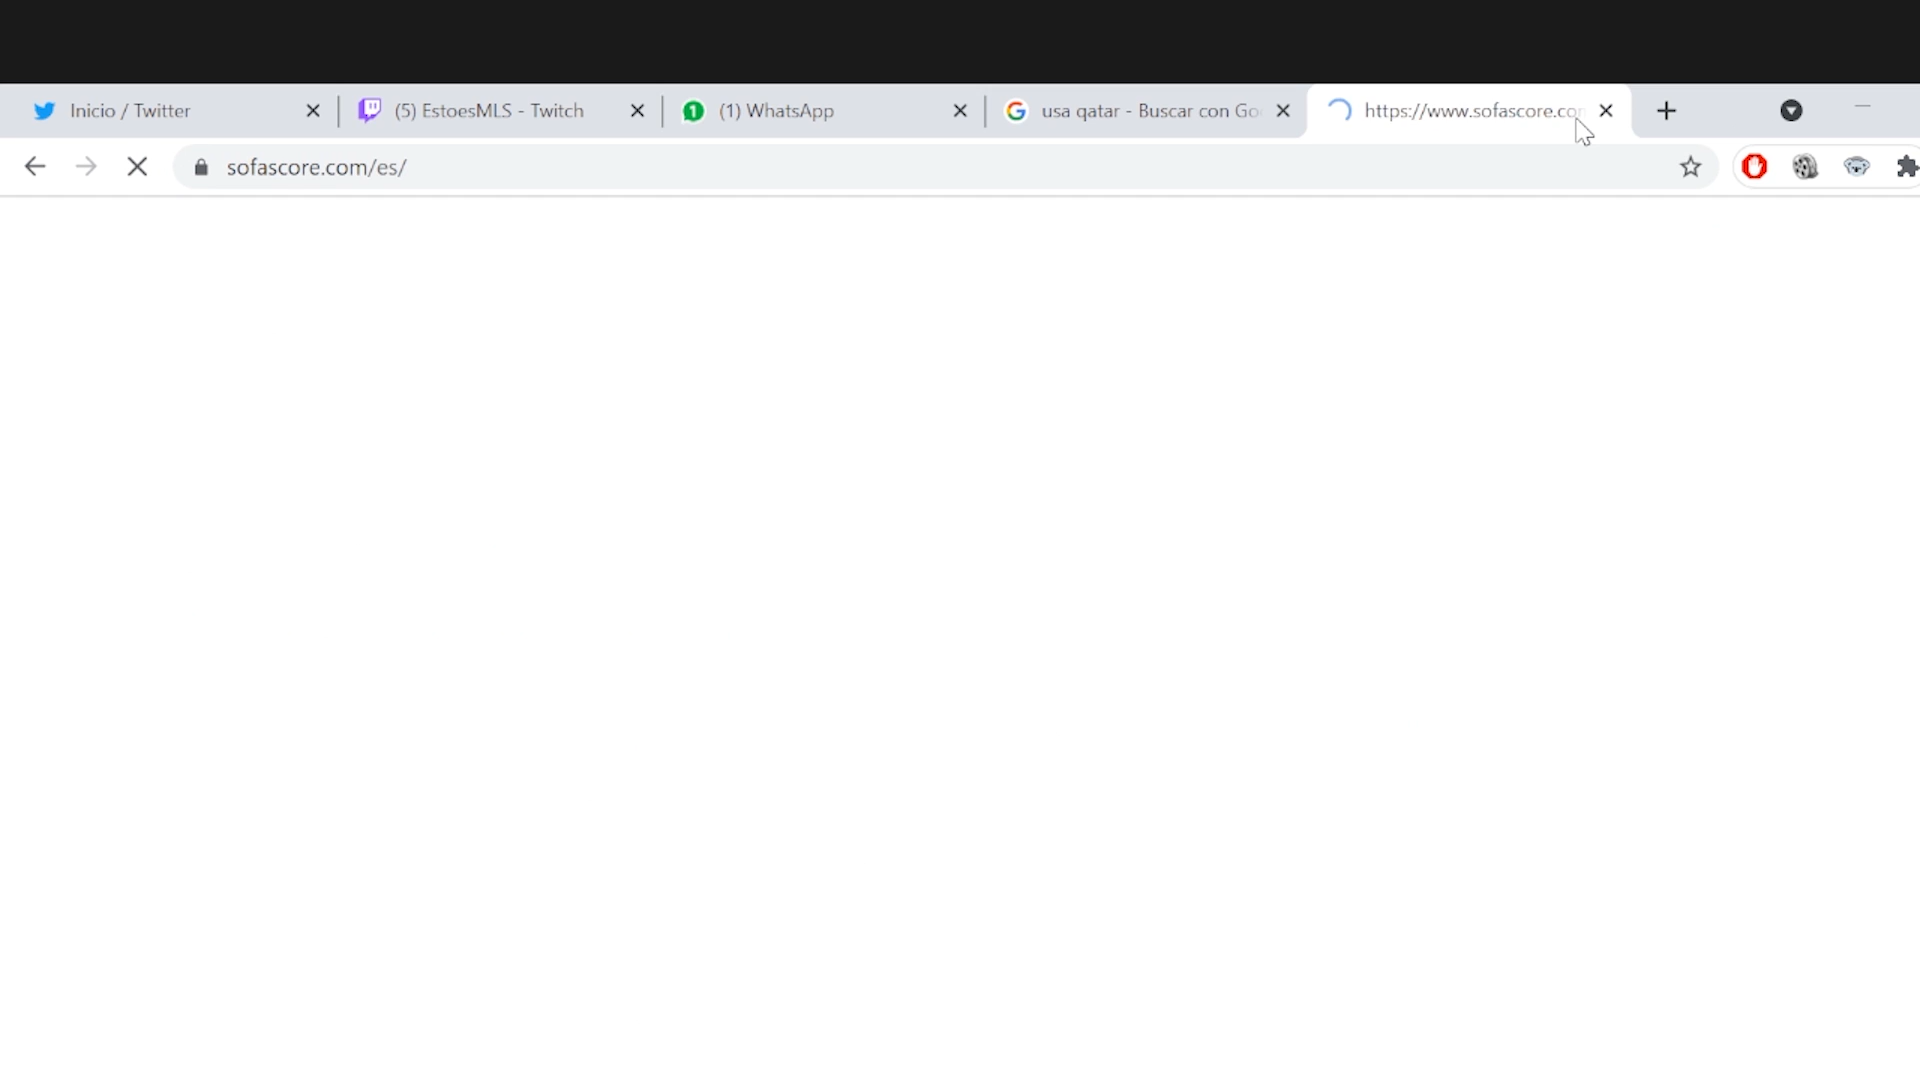 Inicio / Twitter
(5) EstoesMLS - Twitch
1
(1) WhatsApp
usa qatar - Buscar con Go
https://www.sofascore.co
sofascore.com/es/